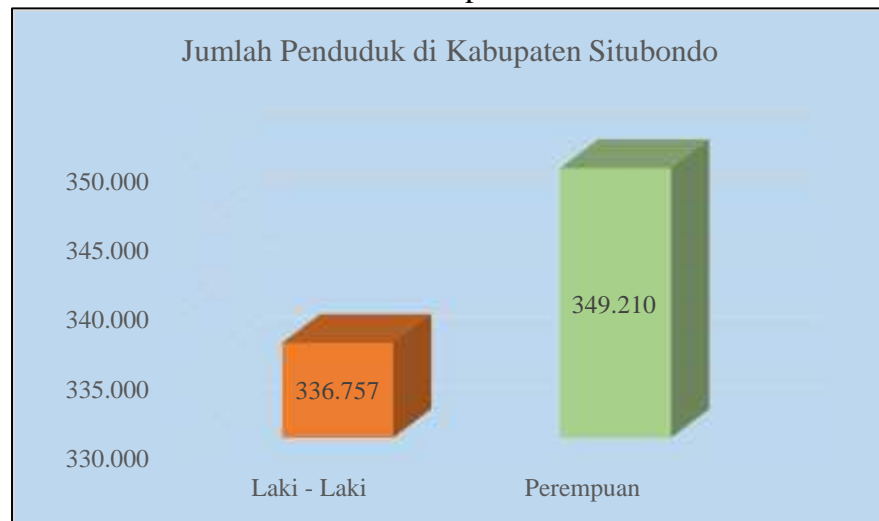 Jumlah Penduduk di Kabupaten Situbondo
350.000
345.000
340.000
335.000
330.000
336.757
349.210
Laki - Laki
Perempuan